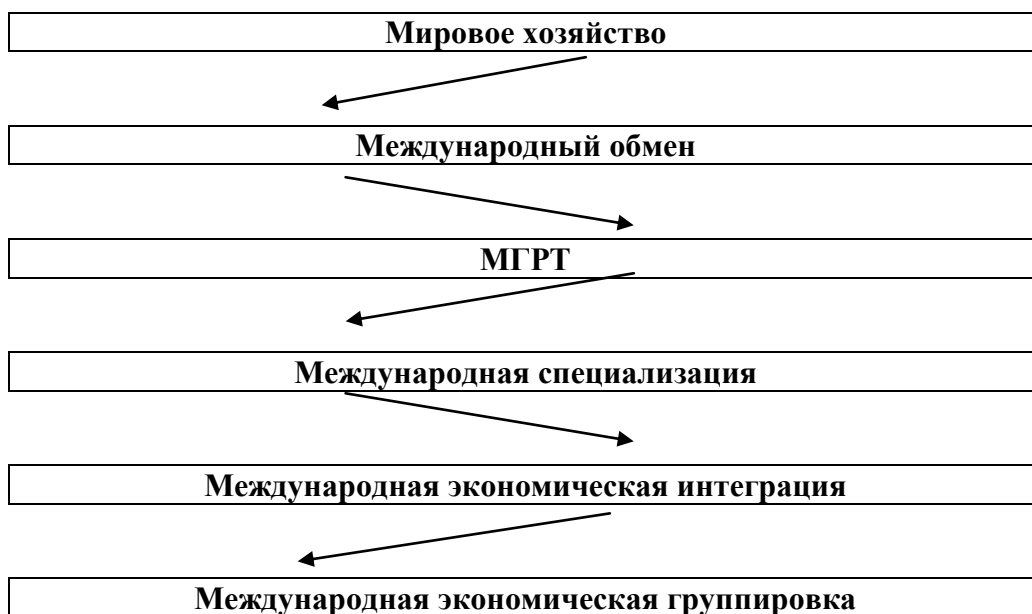 Мировое хозяйство
Международный обмен
МГРТ
Международная специализация
Международная экономическая интеграция
Международная экономическая группировка